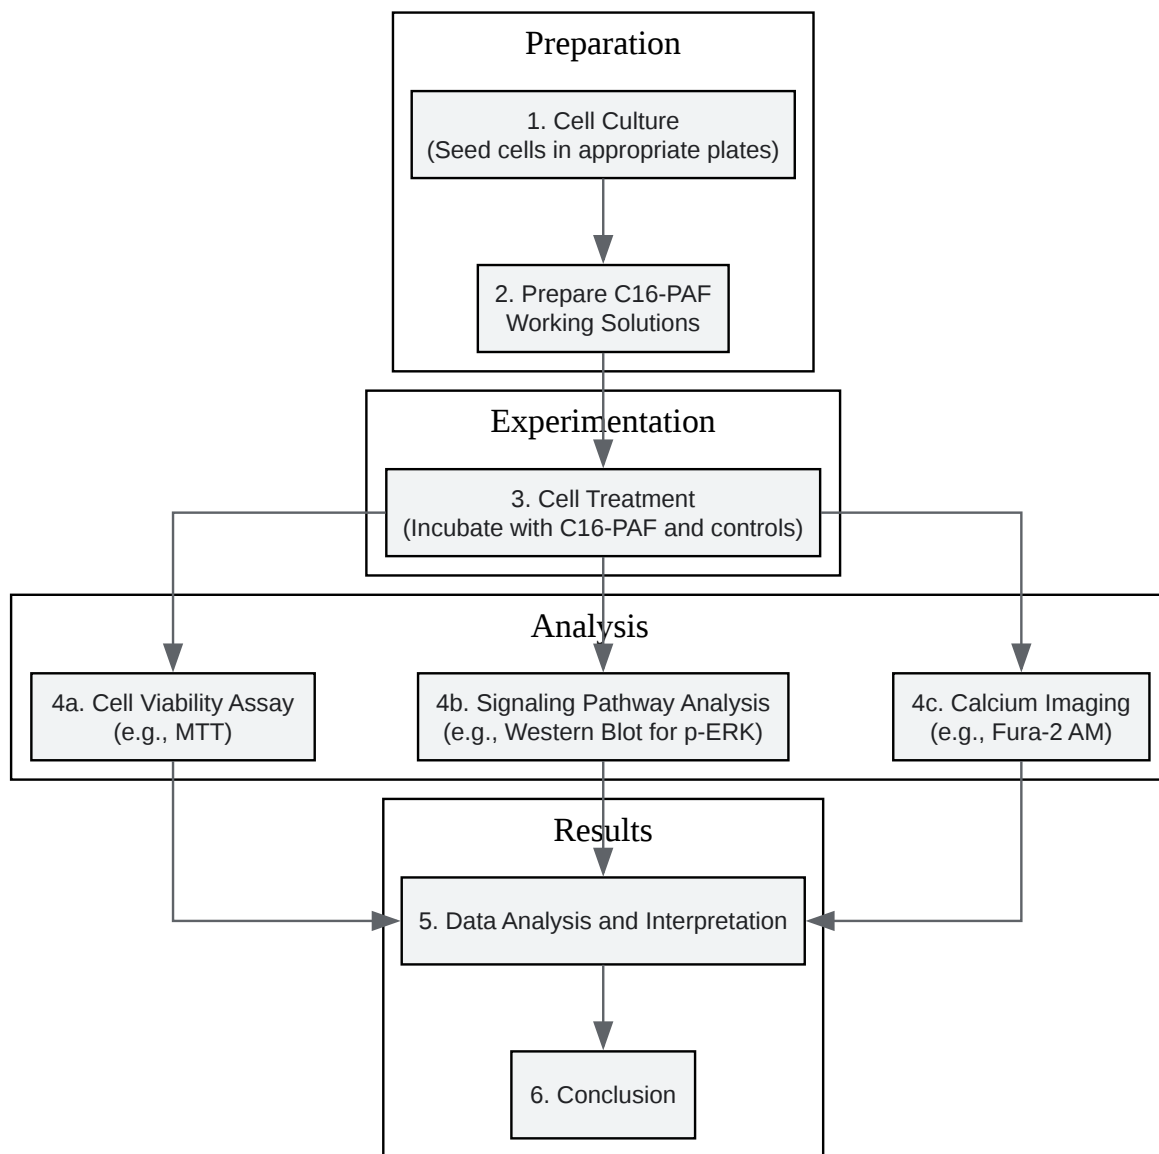 Preparation
1. Cell Culture
(Seed cells in appropriate plates)
2. Prepare C16-PAF
Working Solutions
Experimentation
3. Cell Treatment
(Incubate with C16-PAF and controls)
Analysis
4a. Cell Viability Assay
(e.g., MTT)
4b. Signaling Pathway Analysis
(e.g., Western Blot for p-ERK)
4c. Calcium Imaging
(e.g., Fura-2 AM)
Results
5. Data Analysis and Interpretation
6. Conclusion